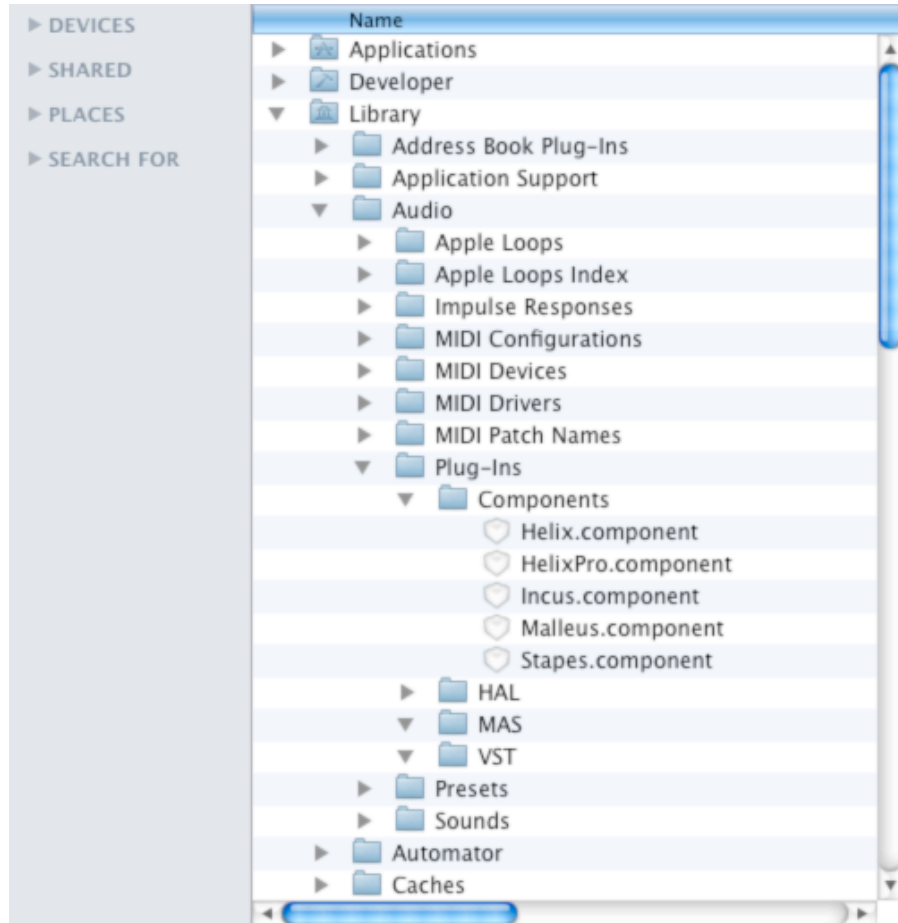 DEVICES
SHARED
PLACES
SEARCH FOR
Name
Applications
Developer
Library
Address Book Plug-Ins
Application Support
Audio
Apple Loops
Apple Loops Index
Impulse Responses
MIDI Configurations
MIDI Devices
MIDI Drivers
MIDI Patch Names
Plug-Ins
Components
Helix.component
HelixPro.component
Incus.component
Malleus.component
Stapes.component
HAL
MAS
VST
Presets
Sounds
Automator
Caches